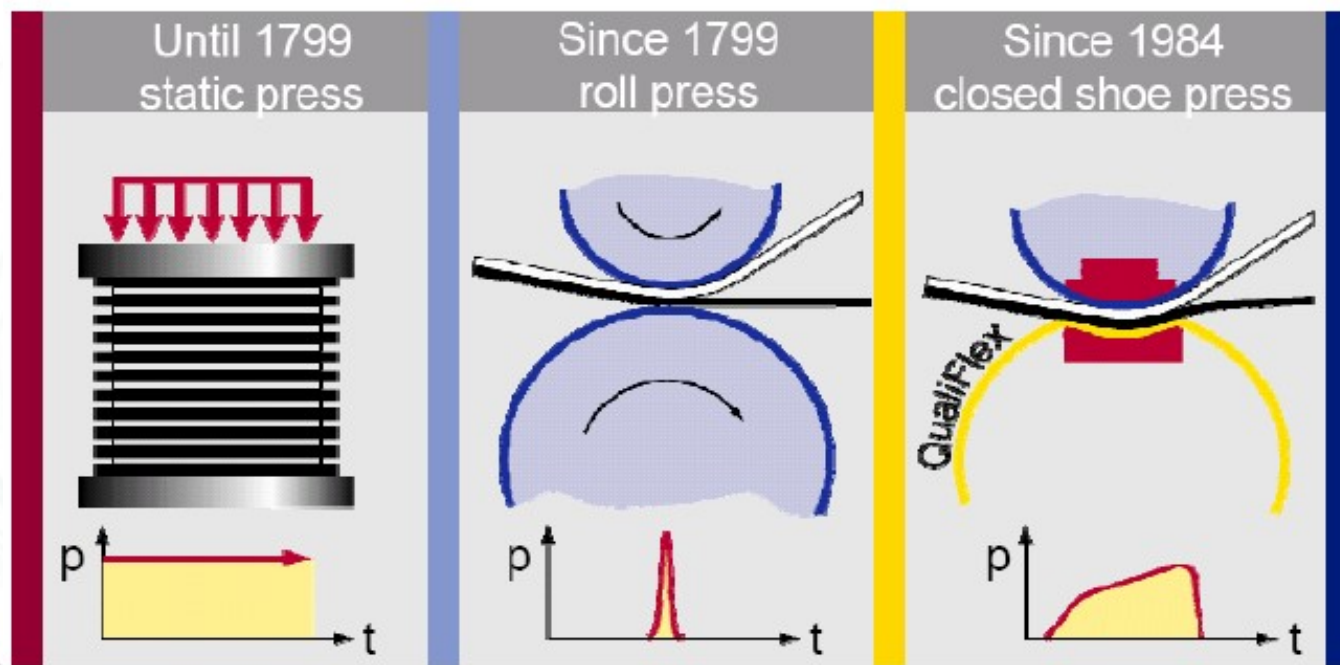 Until 1799
static press
Since 1799
roll press
Since 1984
closed shoe press
QualiFlex
p
t
p
t
p
t